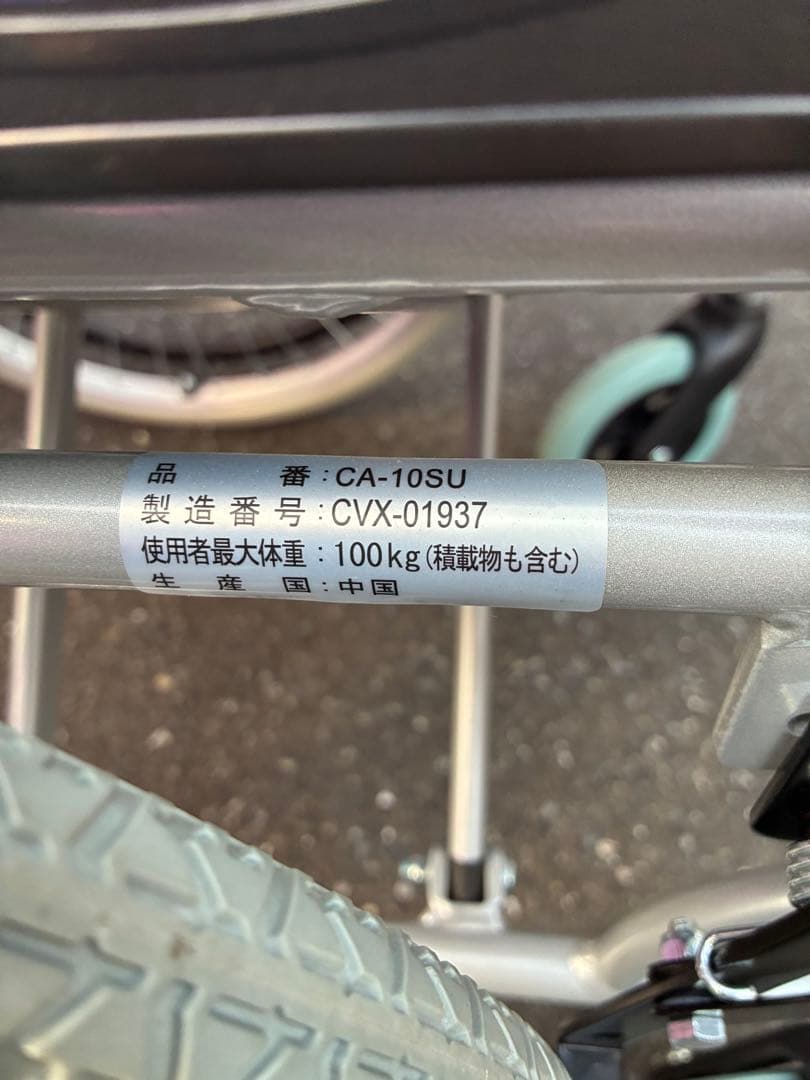 品番：CA-10SU
製造番号：CVX-01937
使用者最大体重：100kg（積載物も含む）
生産国：中国